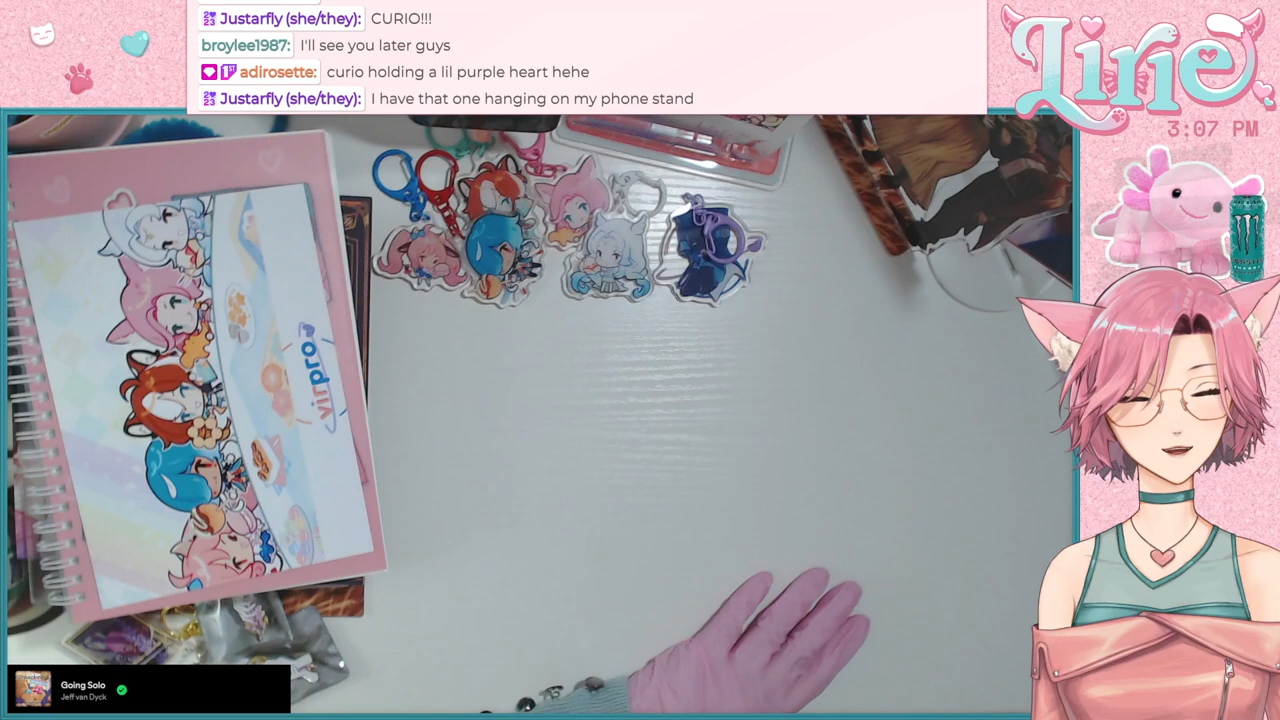 Justarfly (she/they): CURIO!!!
broylee1987: I'll see you later guys
adirosette: curio holding a lil purple heart hehe
Justarfly (she/they): I have that one hanging on my phone stand
Lirie
3:07 PM
virpro
Going Solo
Jeff van Dyck